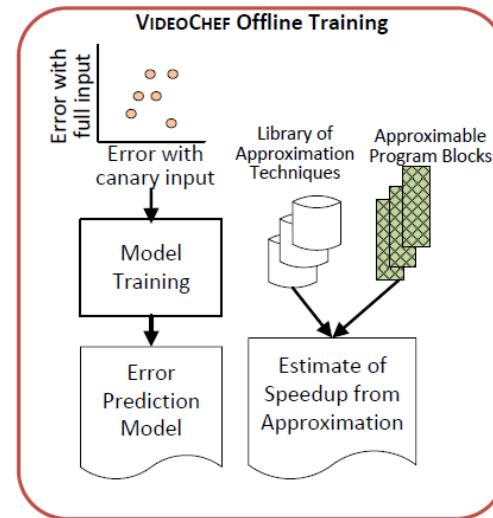 VIDEOCHEF Offline Training
Error with
full input
Error with
canary input
Library of
Approximation
Techniques
Approximable
Program Blocks
Model
Training
Error
Prediction
Model
Estimate of
Speedup from
Approximation